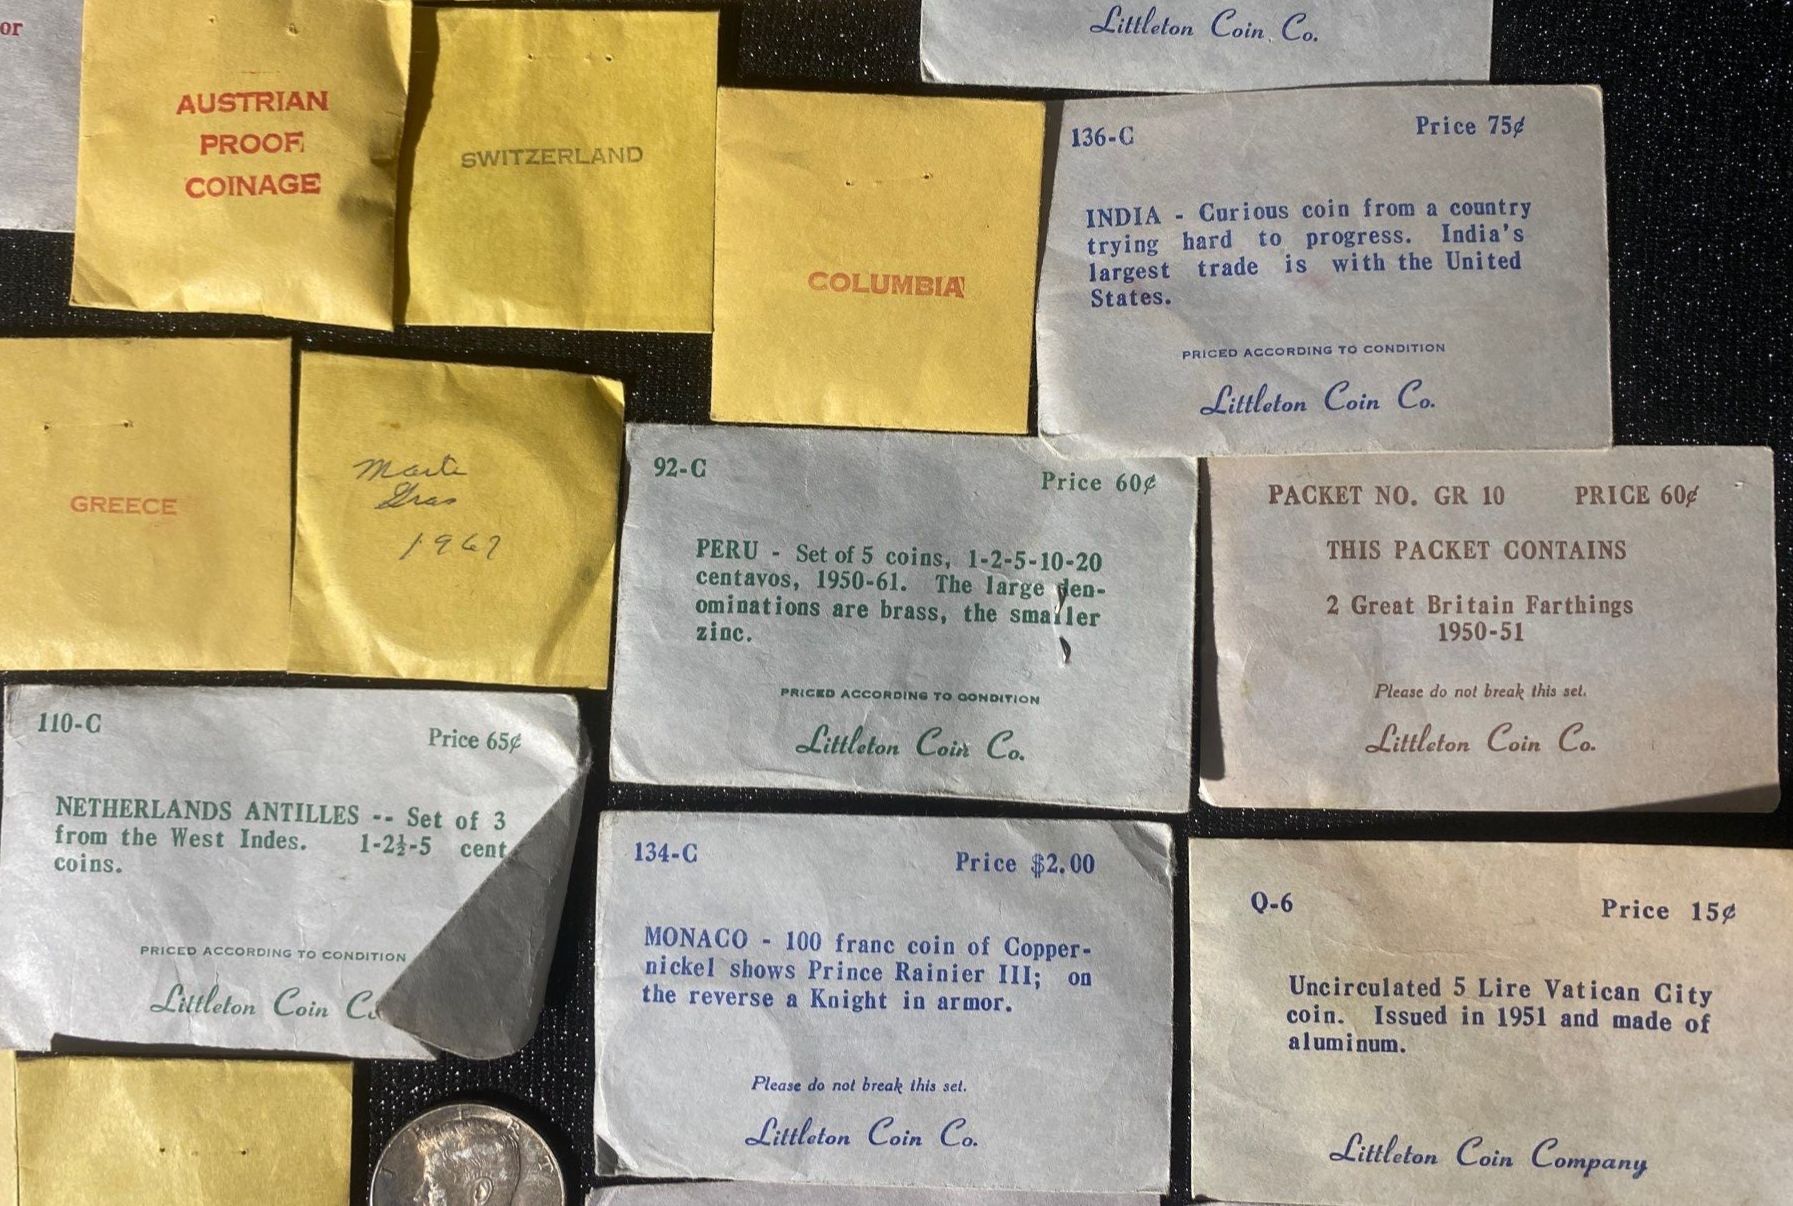 or
Littleton Coin Co.
AUSTRIAN
PROOF
COINAGE
SWITZERLAND
COLUMBIA
136-C Price 75¢
INDIA - Curious coin from a country
trying hard to progress. India's
largest trade is with the United
States.
PRICED ACCORDING TO CONDITION
Littleton Coin Co.
GREECE
Marti
Gras
1967
92-C Price 60¢
PERU - Set of 5 coins, 1-2-5-10-20
centavos, 1950-61. The large den-
ominations are brass, the smaller
zinc.
PRICED ACCORDING TO CONDITION
Littleton Coin Co.
PACKET NO. GR 10 PRICE 60¢
THIS PACKET CONTAINS
2 Great Britain Farthings
1950-51
Please do not break this set.
Littleton Coin Co.
110-C Price 65¢
NETHERLANDS ANTILLES -- Set of 3
from the West Indes. 1-2½-5 cent
coins.
PRICED ACCORDING TO CONDITION
Littleton Coin Co
134-C Price $2.00
MONACO - 100 franc coin of Copper-
nickel shows Prince Rainier III; on
the reverse a Knight in armor.
Please do not break this set.
Littleton Coin Co.
Q-6 Price 15¢
Uncirculated 5 Lire Vatican City
coin. Issued in 1951 and made of
aluminum.
Littleton Coin Company